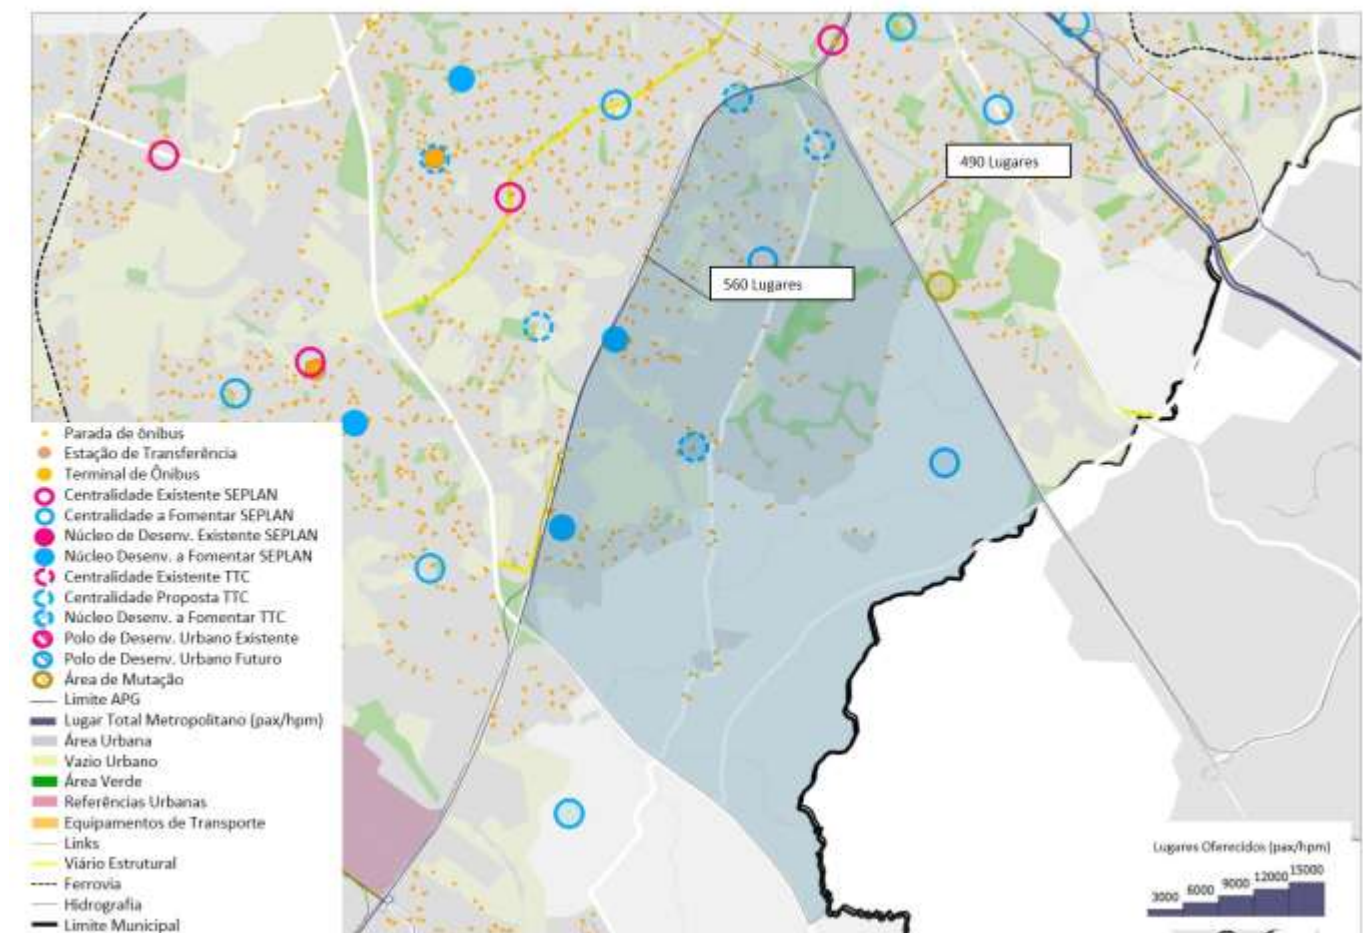 490 Lugares
560 Lugares
Parada de ônibus
Estação de Transferência
Terminal de Ônibus
Centralidade Existente SEPLAN
Centralidade a Fomentar SEPLAN
Núcleo de Desenv. Existente SEPLAN
Núcleo Desenv. a Fomentar SEPLAN
Centralidade Existente TTC
Centralidade Proposta TTC
Núcleo Desenv. a Fomentar TTC
Polo de Desenv. Urbano Existente
Polo de Desenv. Urbano Futuro
Área de Mutação
Limite APG
Lugar Total Metropolitano (pax/hpm)
Área Urbana
Vazio Urbano
Área Verde
Referências Urbanas
Equipamentos de Transporte
Links
Viário Estrutural
Ferrovia
Hidrografia
Limite Municipal
Lugares Oferecidos (pax/hpm)
3000 6000 9000 12000 15000